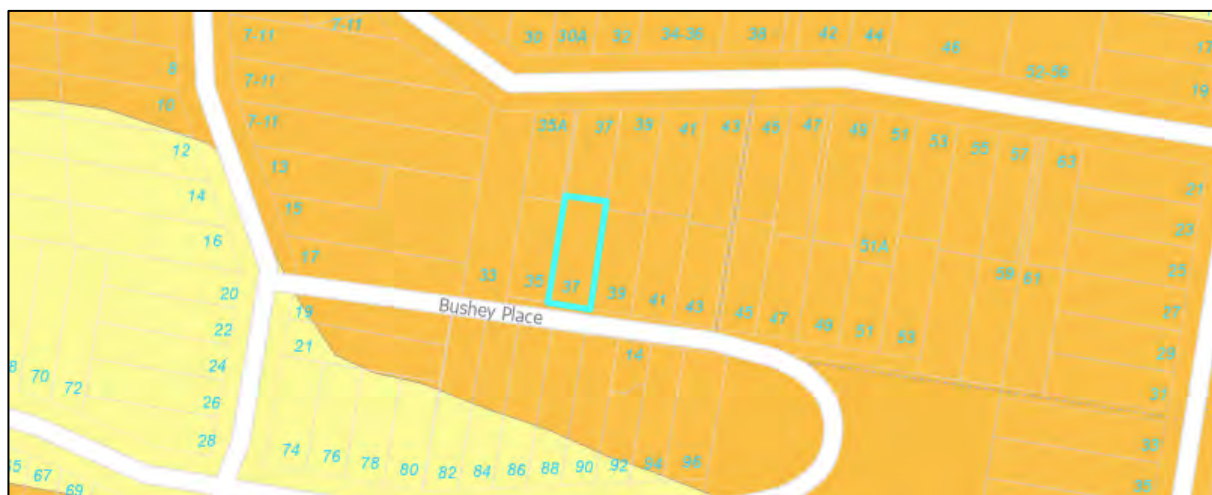 7-11 7-11 30 30A 32 34-36 38 42 44 46 52-56 17
9 7-11 19
10 7-11 35A 37 39 41 43 45 47 49 51 53 55 57 63
12 13 21
14 15 23
16 17 33 35 37 39 41 43 45 47 49 51 51A 53 59 61 25
20 19 Bushey Place 27
22 21 14 29
70 72 24 31
26 33
28 74 76 78 80 82 84 86 88 90 92 94 96 35
67 69